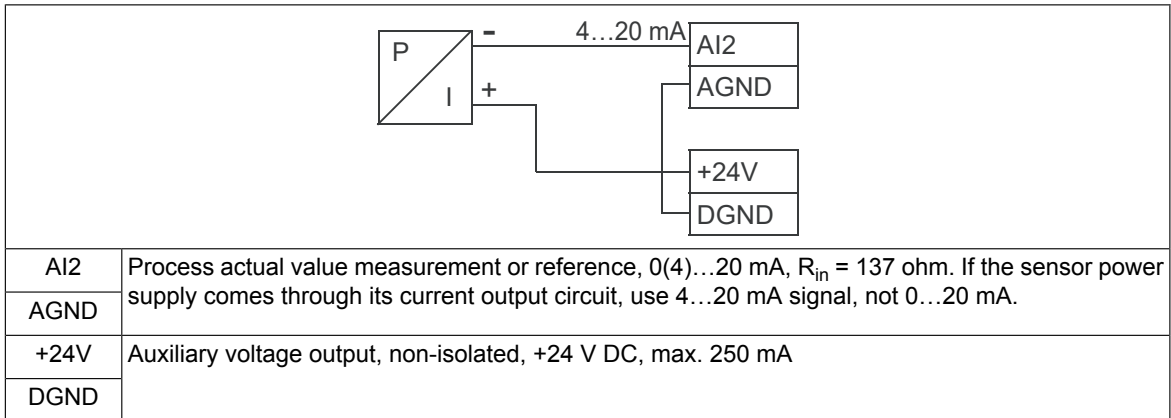 - 4…20 mA AI2
P
I + AGND
+24V
DGND
AI2 Process actual value measurement or reference, 0(4)…20 mA, Rin = 137 ohm. If the sensor power
AGND supply comes through its current output circuit, use 4…20 mA signal, not 0…20 mA.
+24V Auxiliary voltage output, non-isolated, +24 V DC, max. 250 mA
DGND